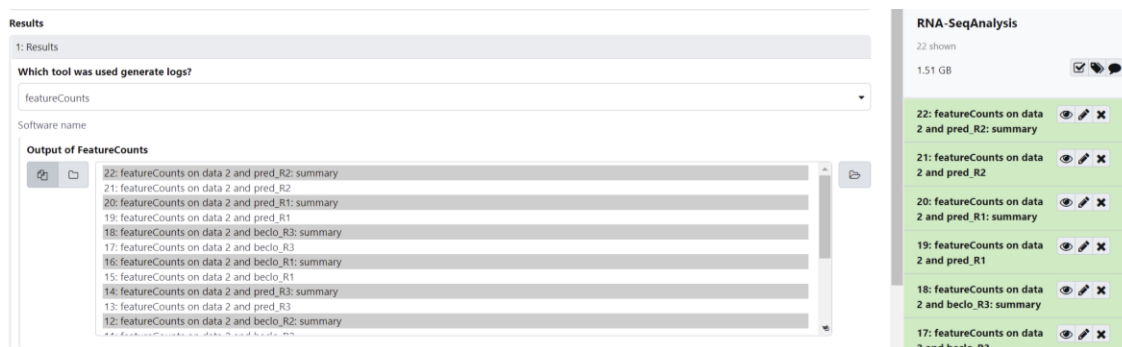 Results
1: Results
Which tool was used generate logs?
featureCounts
Software name
Output of FeatureCounts
22: featureCounts on data 2 and pred_R2: summary
21: featureCounts on data 2 and pred_R2
20: featureCounts on data 2 and pred_R1: summary
19: featureCounts on data 2 and pred_R1
18: featureCounts on data 2 and beclo_R3: summary
17: featureCounts on data 2 and beclo_R3
16: featureCounts on data 2 and beclo_R1: summary
15: featureCounts on data 2 and beclo_R1
14: featureCounts on data 2 and pred_R3: summary
13: featureCounts on data 2 and pred_R3
12: featureCounts on data 2 and beclo_R2: summary
RNA-SeqAnalysis
22 shown
1.51 GB
22: featureCounts on data
2 and pred_R2: summary
21: featureCounts on data
2 and pred_R2
20: featureCounts on data
2 and pred_R1: summary
19: featureCounts on data
2 and pred_R1
18: featureCounts on data
2 and beclo_R3: summary
17: featureCounts on data